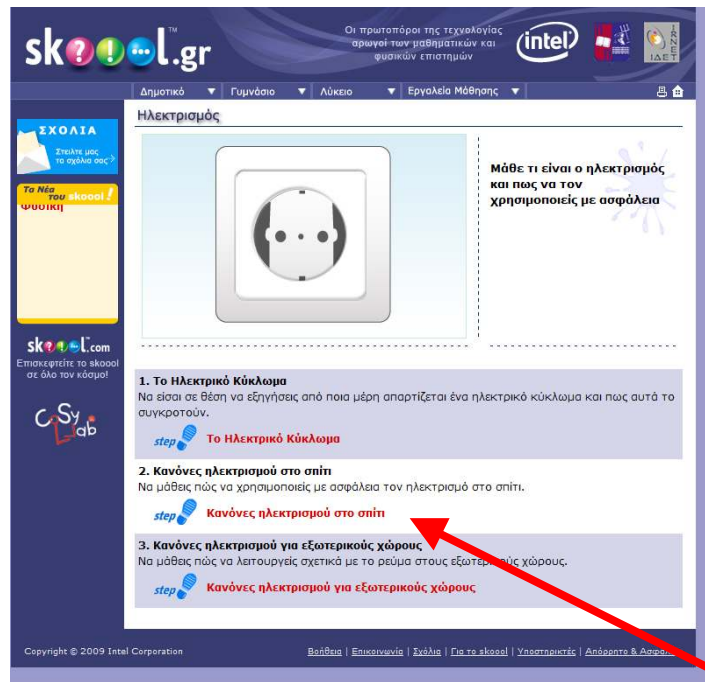 skoool.gr™
Οι πρωτοπόροι της τεχνολογίας
αρωγοί των μαθηματικών και
φυσικών επιστημών
intel
ΙΔΕΤ
Δημοτικό ▼ Γυμνάσιο ▼ Λύκειο ▼ Εργαλεία Μάθησης ▼
Ηλεκτρισμός
ΣΧΟΛΙΑ
Στείλτε μας
τα σχόλια σας
Τα Νέα
του skoool!
Φυσική
Μάθε τι είναι ο ηλεκτρισμός
και πως να τον
χρησιμοποιείς με ασφάλεια
skoool.com
Επισκεφτείτε το skoool
σε όλο τον κόσμο!
CoSy
Lab
1. Το Ηλεκτρικό Κύκλωμα
Να είσαι σε θέση να εξηγήσεις από ποια μέρη απαρτίζεται ένα ηλεκτρικό κύκλωμα και πως αυτά το
συγκροτούν.
step Το Ηλεκτρικό Κύκλωμα
2. Κανόνες ηλεκτρισμού στο σπίτι
Να μάθεις πώς να χρησιμοποιείς με ασφάλεια τον ηλεκτρισμό στο σπίτι.
step Κανόνες ηλεκτρισμού στο σπίτι
3. Κανόνες ηλεκτρισμού για εξωτερικούς χώρους
Να μάθεις πώς να λειτουργείς σχετικά με το ρεύμα στους εξωτερικούς χώρους.
step Κανόνες ηλεκτρισμού για εξωτερικούς χώρους
Copyright © 2009 Intel Corporation
Βοήθεια | Επικοινωνία | Σχόλια | Για το skoool | Υποστηρικτές | Απόρρητο &